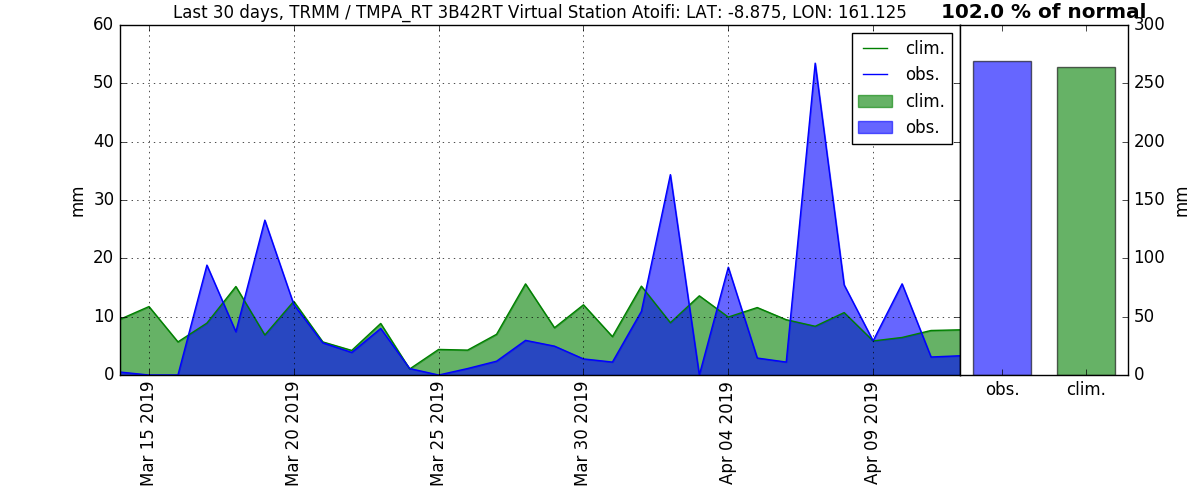 Last 30 days, TRMM / TMPA_RT 3B42RT Virtual Station Atoifi: LAT: -8.875, LON: 161.125
102.0 % of normal
60
50
40
30
20
10
0
mm
clim.
obs.
clim.
obs.
300
250
200
150
100
50
0
mm
Mar 15 2019
Mar 20 2019
Mar 25 2019
Mar 30 2019
Apr 04 2019
Apr 09 2019
obs.
clim.